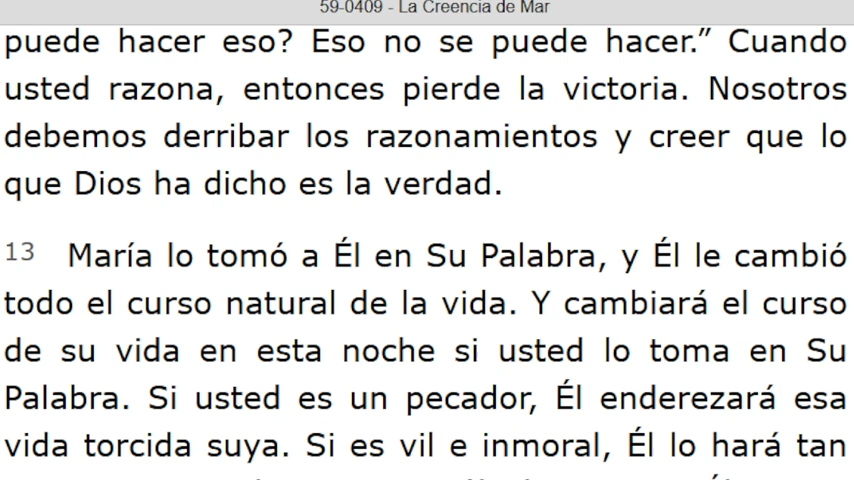 59-0409 - La Creencia de Mar
puede hacer eso? Eso no se puede hacer.” Cuando
usted razona, entonces pierde la victoria. Nosotros
debemos derribar los razonamientos y creer que lo
que Dios ha dicho es la verdad.
13 María lo tomó a Él en Su Palabra, y Él le cambió
todo el curso natural de la vida. Y cambiará el curso
de su vida en esta noche si usted lo toma en Su
Palabra. Si usted es un pecador, Él enderezará esa
vida torcida suya. Si es vil e inmoral, Él lo hará tan